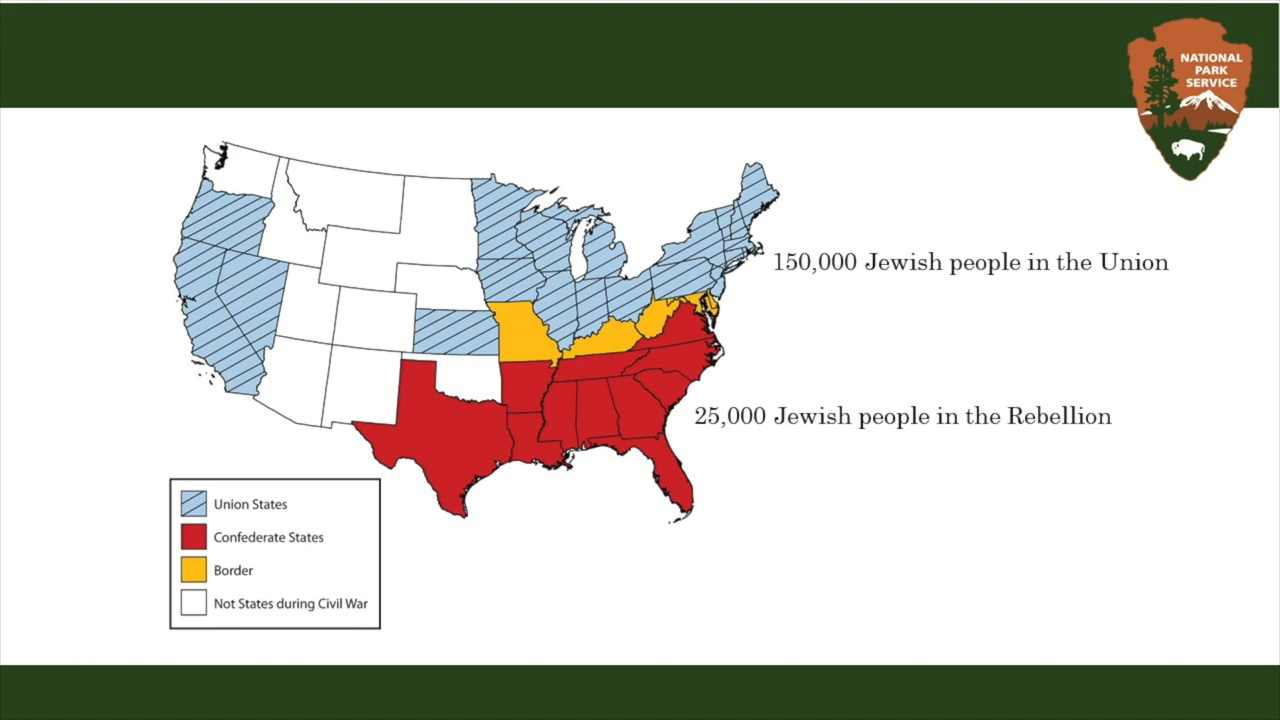 NATIONAL
PARK
SERVICE
150,000 Jewish people in the Union
25,000 Jewish people in the Rebellion
Union States
Confederate States
Border
Not States during Civil War